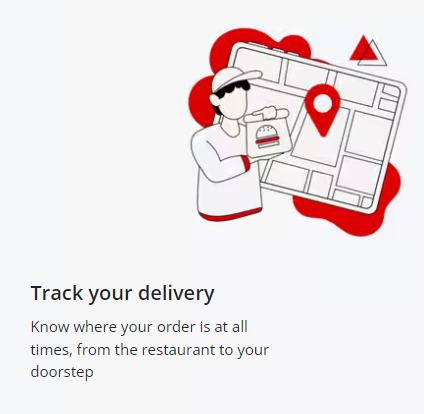 Track your delivery
Know where your order is at all
times, from the restaurant to your
doorstep